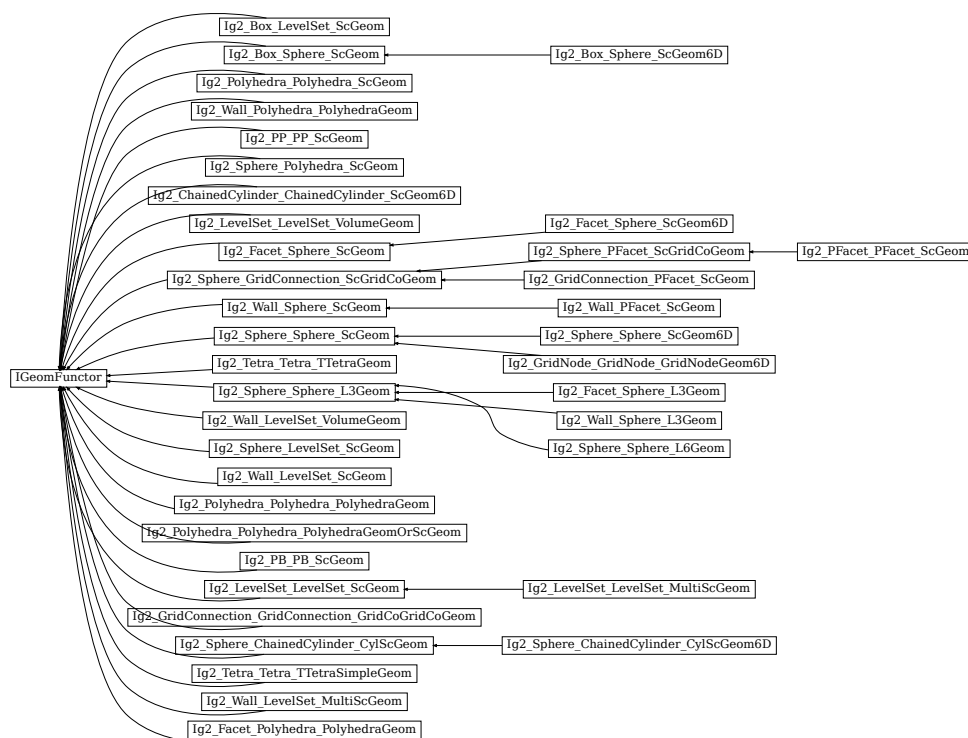 Ig2_Box_LevelSet_ScGeom
Ig2_Box_Sphere_ScGeom
Ig2_Box_Sphere_ScGeom6D
Ig2_Polyhedra_Polyhedra_ScGeom
Ig2_Wall_Polyhedra_PolyhedraGeom
Ig2_PP_PP_ScGeom
Ig2_Sphere_Polyhedra_ScGeom
Ig2_ChainedCylinder_ChainedCylinder_ScGeom6D
Ig2_LevelSet_LevelSet_VolumeGeom
Ig2_Facet_Sphere_ScGeom6D
Ig2_Facet_Sphere_ScGeom
Ig2_Sphere_PFacet_ScGridCoGeom
Ig2_PFacet_PFacet_ScGeom
Ig2_Sphere_GridConnection_ScGridCoGeom
Ig2_GridConnection_PFacet_ScGeom
Ig2_Wall_Sphere_ScGeom
Ig2_Wall_PFacet_ScGeom
Ig2_Sphere_Sphere_ScGeom
Ig2_Sphere_Sphere_ScGeom6D
Ig2_Tetra_Tetra_TTetraGeom
Ig2_GridNode_GridNode_GridNodeGeom6D
IGeomFunctor
Ig2_Sphere_Sphere_L3Geom
Ig2_Facet_Sphere_L3Geom
Ig2_Wall_LevelSet_VolumeGeom
Ig2_Wall_Sphere_L3Geom
Ig2_Sphere_LevelSet_ScGeom
Ig2_Sphere_Sphere_L6Geom
Ig2_Wall_LevelSet_ScGeom
Ig2_Polyhedra_Polyhedra_PolyhedraGeom
Ig2_Polyhedra_Polyhedra_PolyhedraGeomOrScGeom
Ig2_PB_PB_ScGeom
Ig2_LevelSet_LevelSet_ScGeom
Ig2_LevelSet_LevelSet_MultiScGeom
Ig2_GridConnection_GridConnection_GridCoGridCoGeom
Ig2_Sphere_ChainedCylinder_CylScGeom
Ig2_Sphere_ChainedCylinder_CylScGeom6D
Ig2_Tetra_Tetra_TTetraSimpleGeom
Ig2_Wall_LevelSet_MultiScGeom
Ig2_Facet_Polyhedra_PolyhedraGeom